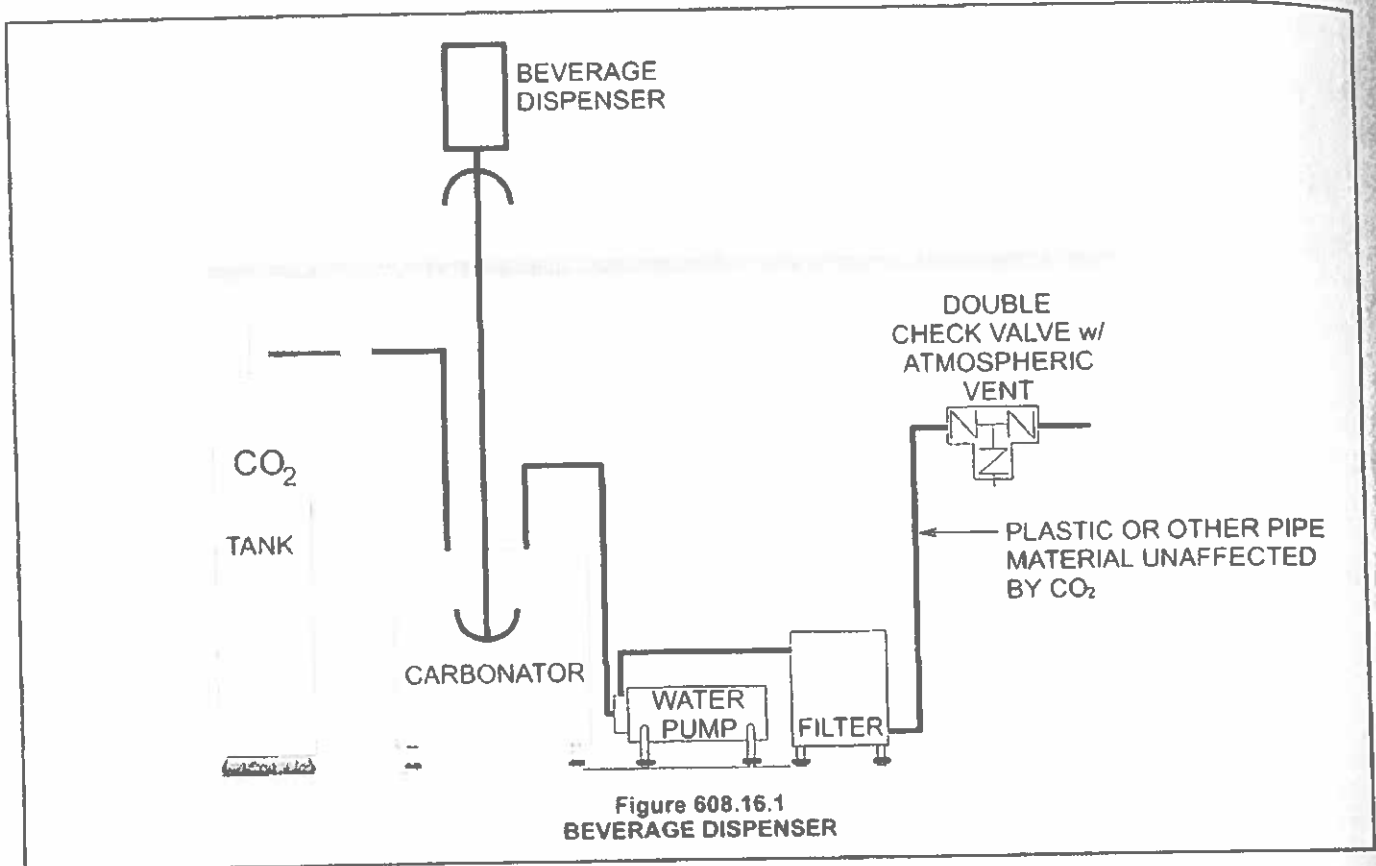 BEVERAGE
DISPENSER
DOUBLE
CHECK VALVE w/
ATMOSPHERIC
VENT
CO₂
TANK
PLASTIC OR OTHER PIPE
MATERIAL UNAFFECTED
BY CO₂
CARBONATOR
WATER
PUMP
FILTER
Figure 608.16.1
BEVERAGE DISPENSER